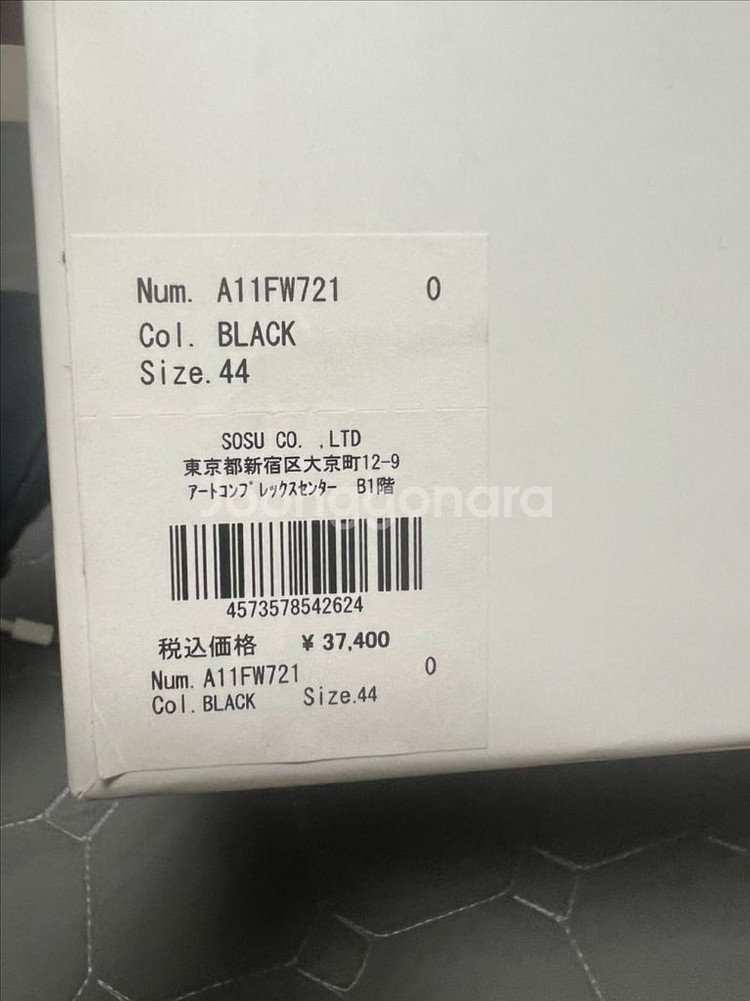 Num. A11FW721 0
Col. BLACK
Size.44
SOSU CO. ,LTD
東京都新宿区大京町12-9
ｱｰﾄｺﾝﾌﾟﾚｯｸｽｾﾝﾀｰ B1階
Joonggonara
4573578542624
税込価格 ¥ 37,400
Num. A11FW721 0
Col. BLACK Size.44